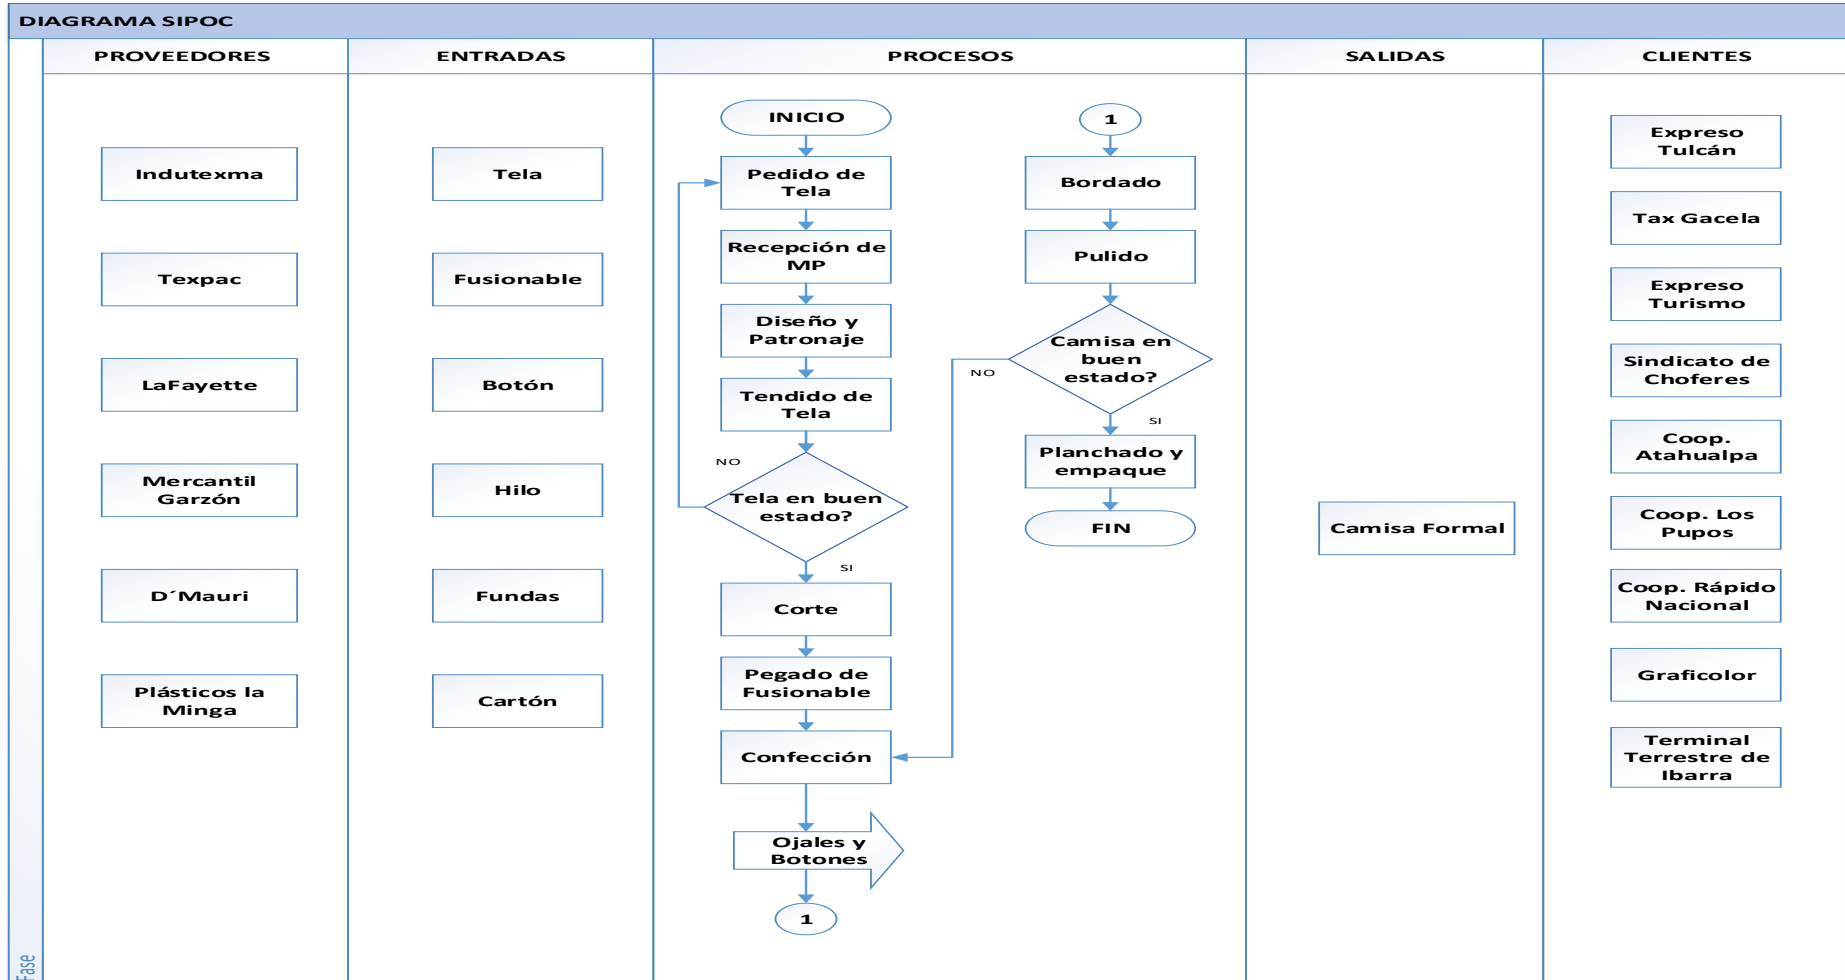 DIAGRAMA SIPOC
PROVEEDORES
ENTRADAS
PROCESOS
SALIDAS
CLIENTES
Indutexma
Texpac
LaFayette
Mercantil
Garzón
D´Mauri
Plásticos la
Minga
Tela
Fusionable
Botón
Hilo
Fundas
Cartón
INICIO
Pedido de
Tela
Recepción de
MP
Diseño y
Patronaje
Tendido de
Tela
NO
Tela en buen
estado?
SI
Corte
Pegado de
Fusionable
Confección
Ojales y
Botones
1
1
Bordado
Pulido
Camisa en
buen
estado?
NO
SI
Planchado y
empaque
FIN
Camisa Formal
Expreso
Tulcán
Tax Gacela
Expreso
Turismo
Sindicato de
Choferes
Coop.
Atahualpa
Coop. Los
Pupos
Coop. Rápido
Nacional
Graficolor
Terminal
Terrestre de
Ibarra
Fase